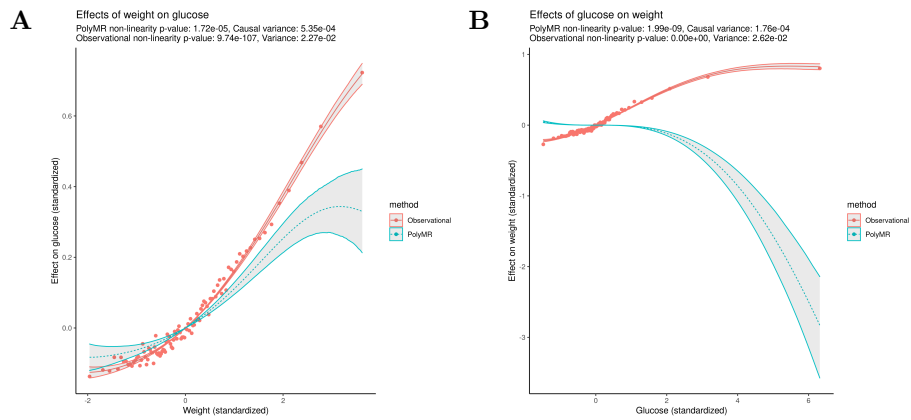 A
Effects of weight on glucose
PolyMR non-linearity p-value: 1.72e-05, Causal variance: 5.35e-04
Observational non-linearity p-value: 9.74e-107, Variance: 2.27e-02
Effect on glucose (standardized)
0.6
0.4
0.2
0.0
-2
0
2
Weight (standardized)
method
Observational
PolyMR
B
Effects of glucose on weight
PolyMR non-linearity p-value: 1.99e-09, Causal variance: 1.76e-04
Observational non-linearity p-value: 0.00e+00, Variance: 2.62e-02
Effect on weight (standardized)
1
0
-1
-2
-3
0
2
4
6
Glucose (standardized)
method
Observational
PolyMR